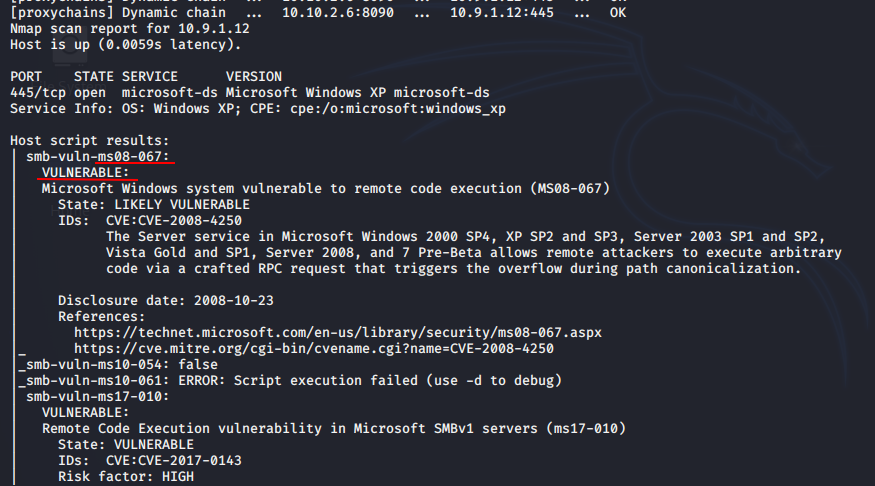 [proxychains] Dynamic chain  ...  10.10.2.6:8090  ...  10.9.1.12:445  ...  OK
[proxychains] Dynamic chain  ...  10.10.2.6:8090  ...  10.9.1.12:445  ...  OK
Nmap scan report for 10.9.1.12
Host is up (0.0059s latency).
PORT    STATE SERVICE      VERSION
445/tcp open  microsoft-ds Microsoft Windows XP microsoft-ds
Service Info: OS: Windows XP; CPE: cpe:/o:microsoft:windows_xp
Host script results:
| smb-vuln-ms08-067:
|   VULNERABLE:
|   Microsoft Windows system vulnerable to remote code execution (MS08-067)
|     State: LIKELY VULNERABLE
|     IDs:  CVE:CVE-2008-4250
|           The Server service in Microsoft Windows 2000 SP4, XP SP2 and SP3, Server 2003 SP1 and SP2,
|           Vista Gold and SP1, Server 2008, and 7 Pre-Beta allows remote attackers to execute arbitrary
|           code via a crafted RPC request that triggers the overflow during path canonicalization.
|
|     Disclosure date: 2008-10-23
|     References:
|       https://technet.microsoft.com/en-us/library/security/ms08-067.aspx
|_      https://cve.mitre.org/cgi-bin/cvename.cgi?name=CVE-2008-4250
|_smb-vuln-ms10-054: false
|_smb-vuln-ms10-061: ERROR: Script execution failed (use -d to debug)
| smb-vuln-ms17-010:
|   VULNERABLE:
|   Remote Code Execution vulnerability in Microsoft SMBv1 servers (ms17-010)
|     State: VULNERABLE
|     IDs:  CVE:CVE-2017-0143
|     Risk factor: HIGH